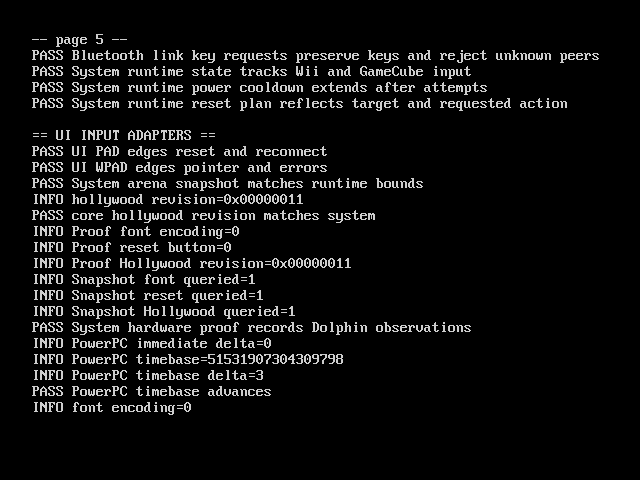 -- page 5 --
PASS Bluetooth link key requests preserve keys and reject unknown peers
PASS System runtime state tracks Wii and GameCube input
PASS System runtime power cooldown extends after attempts
PASS System runtime reset plan reflects target and requested action
== UI INPUT ADAPTERS ==
PASS UI PAD edges reset and reconnect
PASS UI WPAD edges pointer and errors
PASS System arena snapshot matches runtime bounds
INFO hollywood revision=0x00000011
PASS core hollywood revision matches system
INFO Proof font encoding=0
INFO Proof reset button=0
INFO Proof Hollywood revision=0x00000011
INFO Snapshot font queried=1
INFO Snapshot reset queried=1
INFO Snapshot Hollywood queried=1
PASS System hardware proof records Dolphin observations
INFO PowerPC immediate delta=0
INFO PowerPC timebase=51531907304309798
INFO PowerPC timebase delta=3
PASS PowerPC timebase advances
INFO font encoding=0